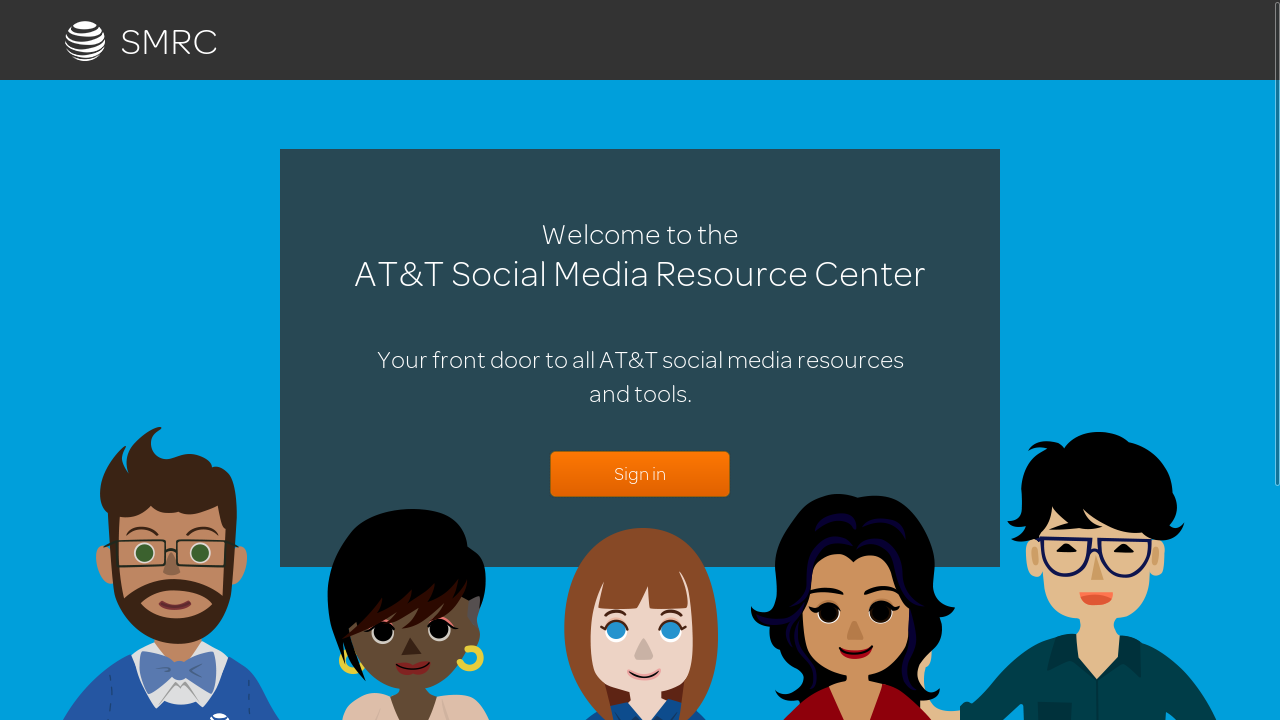 SMRC
Welcome to the
AT&T Social Media Resource Center
Your front door to all AT&T social media resources
and tools.
Sign in